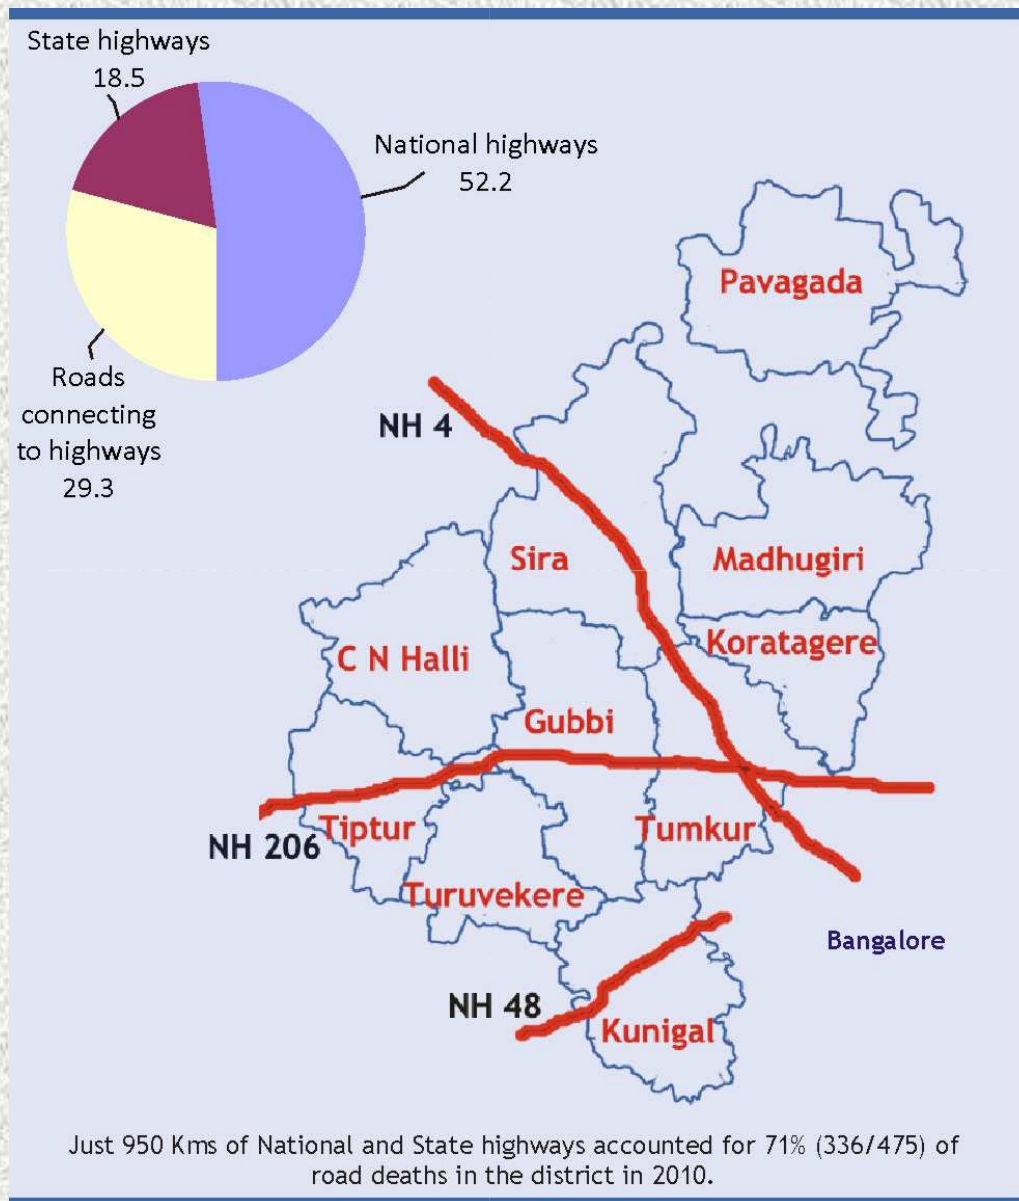 State highways
18.5
National highways
52.2
Roads
connecting
to highways
29.3
Pavagada
NH 4
Sira
Madhugiri
C N Halli
Koratagere
Gubbi
NH 206
Tiptur
Tumkur
Turuvekere
Bangalore
NH 48
Kunigal
Just 950 Kms of National and State highways accounted for 71% (336/475) of
road deaths in the district in 2010.